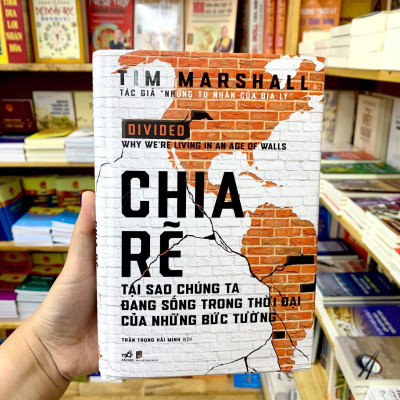 TIM MARSHALL
TÁC GIẢ "NHỮNG TÙ NHÂN CỦA ĐỊA LÝ"
DIVIDED
WHY WE'RE LIVING IN AN AGE OF WALLS
CHIA
RẼ
TẠI SAO CHÚNG TA
ĐANG SỐNG TRONG THỜI ĐẠI
CỦA NHỮNG BỨC TƯỜNG
TRẦN TRỌNG HẢI MINH DỊCH